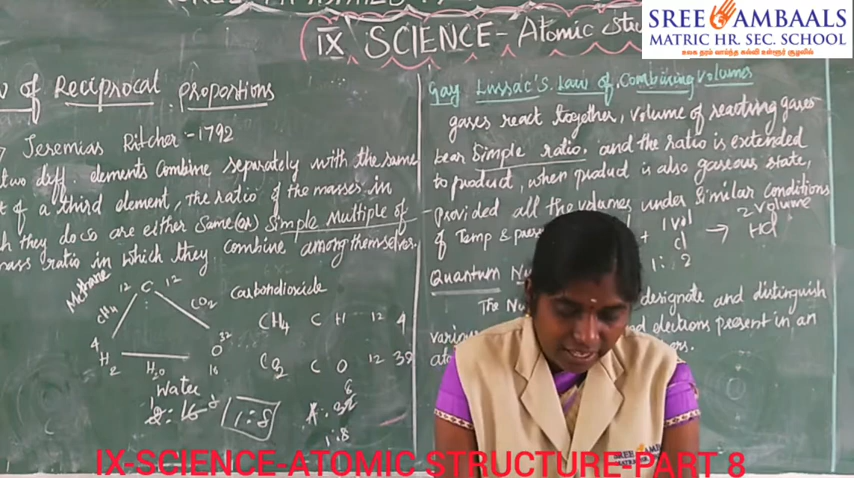 SREE AMBAALS
MATRIC HR. SEC. SCHOOL
IX SCIENCE - Atomic Stru
of Reciprocal proportions
Jeremias Ritcher - 1792
two diff. elements combine separately with the same
of a third element, the ratio of the masses in
they do so are either same (or) simple multiple of
mass ratio in which they combine among themselves.
Methane
12 C 12
CH4 CO2
Carbondioxide
CH4 C H 12 4
4 H2 H2O O 32
16
CO2 C O 12 32
Water
1:8
1:8
Gay Lussac's Law of Combining Volumes
gases react together, volume of reacting gases
bear simple ratio. and the ratio is extended
to product, when product is also gaseous state,
provided all the volumes under similar conditions
of Temp & pres
+ 1 vol → 2 volume
cl Hcl
Quantum Nu
The Nu designate and distinguish
various electrons present in an
IX-SCIENCE-ATOMIC STRUCTURE-PART 8